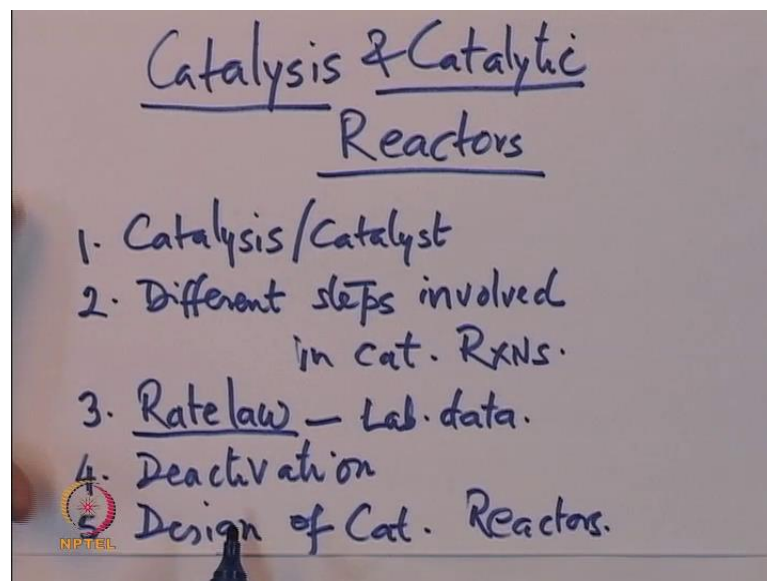 Catalysis & Catalytic
Reactors
1. Catalysis/Catalyst
2. Different steps involved
in Cat. RXNS.
3. Ratelaw – Lab. data.
4. Deactivation
5 Design of Cat. Reactors.
NPTEL